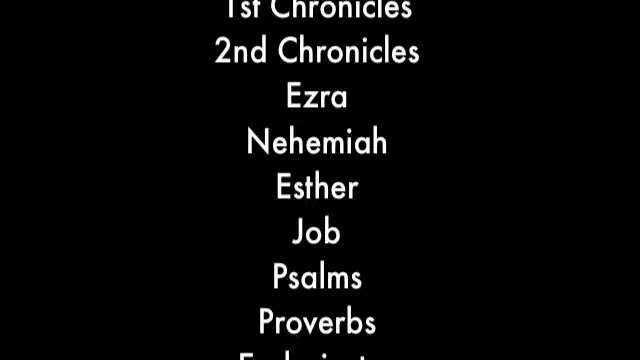 1st Chronicles
2nd Chronicles
Ezra
Nehemiah
Esther
Job
Psalms
Proverbs